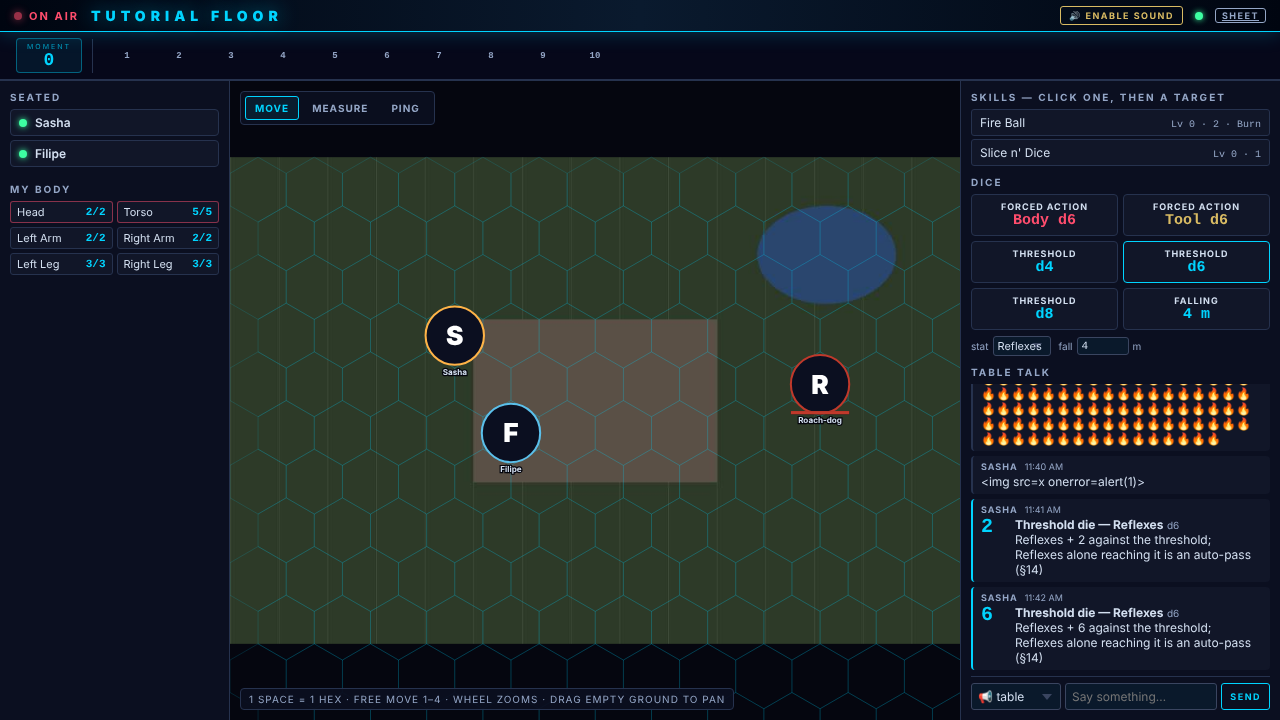 ON AIR TUTORIAL FLOOR
🔊 ENABLE SOUND
SHEET
MOMENT
0
1 2 3 4 5 6 7 8 9 10
SEATED
Sasha
Filipe
MY BODY
Head 2/2
Torso 5/5
Left Arm 2/2
Right Arm 2/2
Left Leg 3/3
Right Leg 3/3
MOVE MEASURE PING
S
Sasha
F
Filipe
R
Roach-dog
1 SPACE = 1 HEX · FREE MOVE 1–4 · WHEEL ZOOMS · DRAG EMPTY GROUND TO PAN
SKILLS — CLICK ONE, THEN A TARGET
Fire Ball Lv 0 · 2 · Burn
Slice n' Dice Lv 0 · 1
DICE
FORCED ACTION
Body d6
FORCED ACTION
Tool d6
THRESHOLD
d4
THRESHOLD
d6
THRESHOLD
d8
FALLING
4 m
stat Reflexes fall 4 m
TABLE TALK
SASHA 11:40 AM
<img src=x onerror=alert(1)>
SASHA 11:41 AM
2 Threshold die — Reflexes d6
Reflexes + 2 against the threshold;
Reflexes alone reaching it is an auto-pass
(§14)
SASHA 11:42 AM
6 Threshold die — Reflexes d6
Reflexes + 6 against the threshold;
Reflexes alone reaching it is an auto-pass
(§14)
📢 table
Say something…
SEND